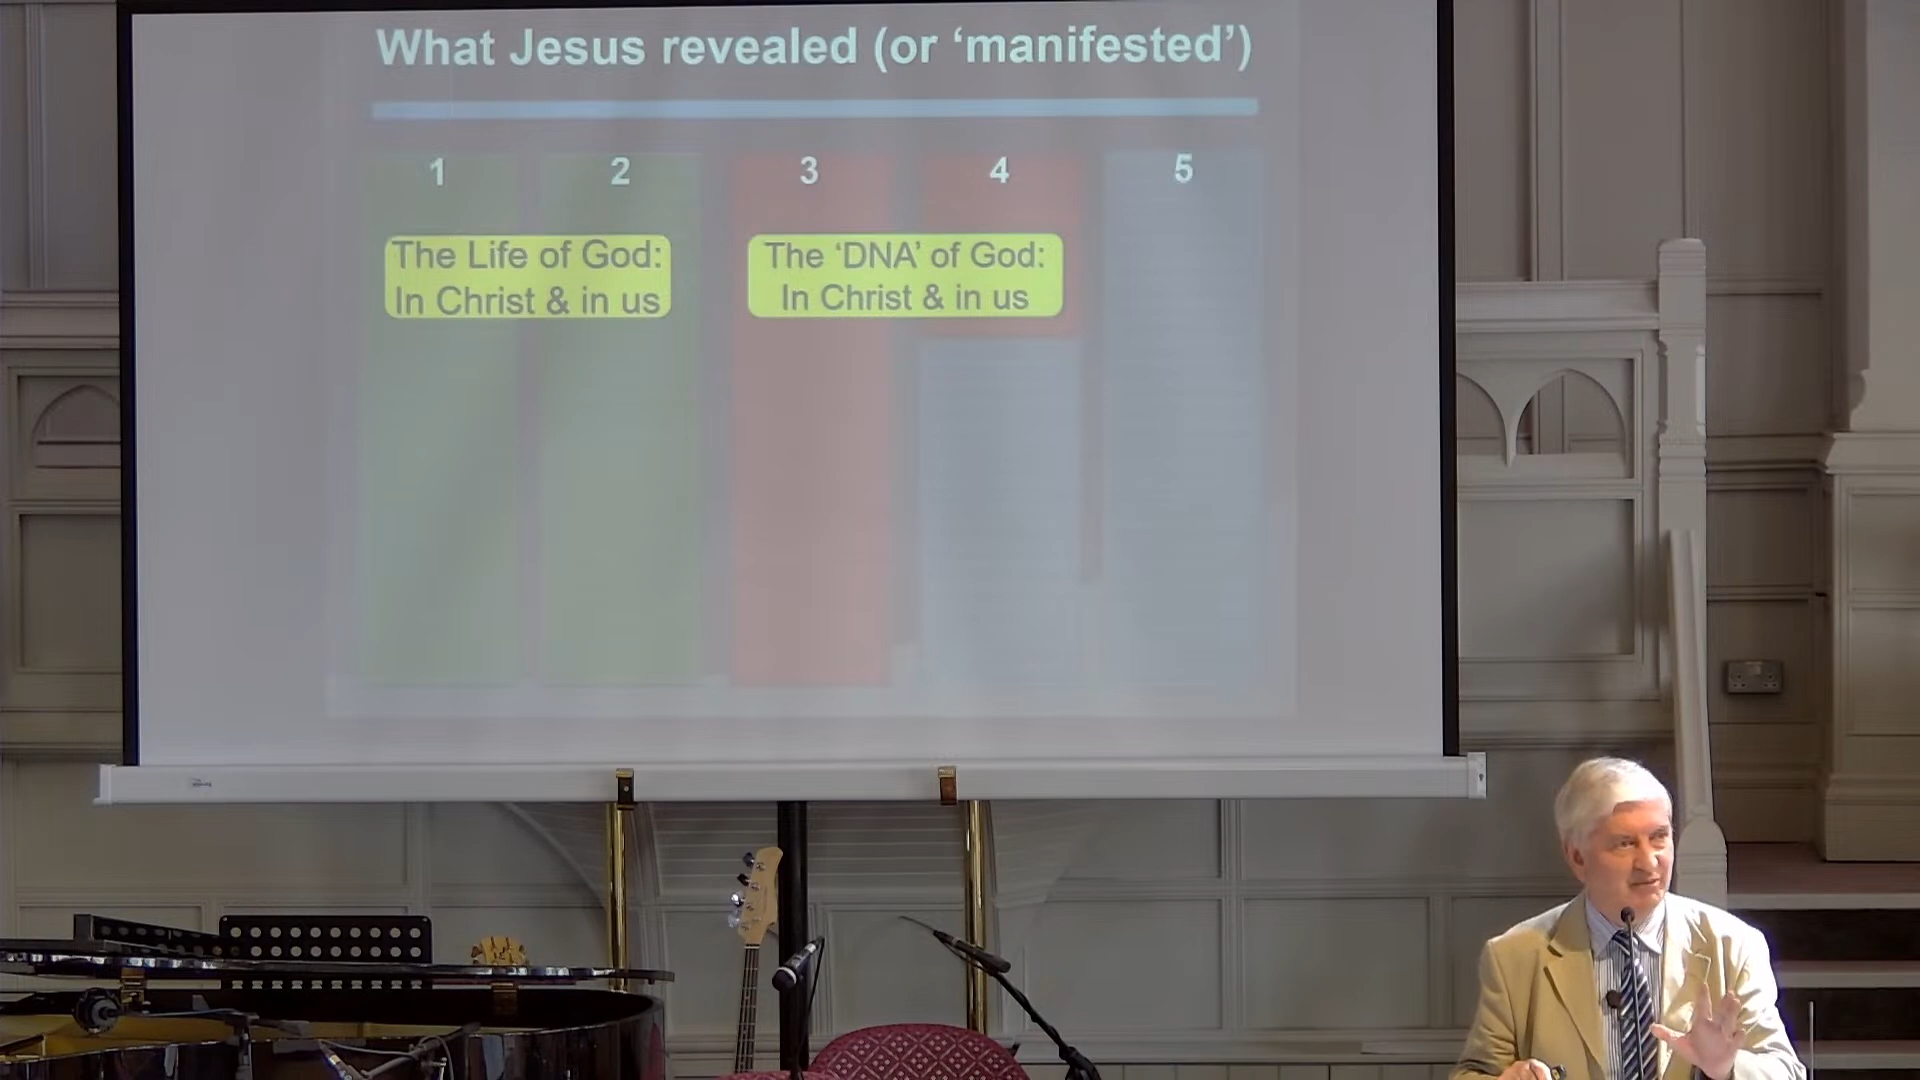 What Jesus revealed (or ‘manifested’)
1 2 3 4 5
The Life of God:
In Christ & in us
The ‘DNA’ of God:
In Christ & in us